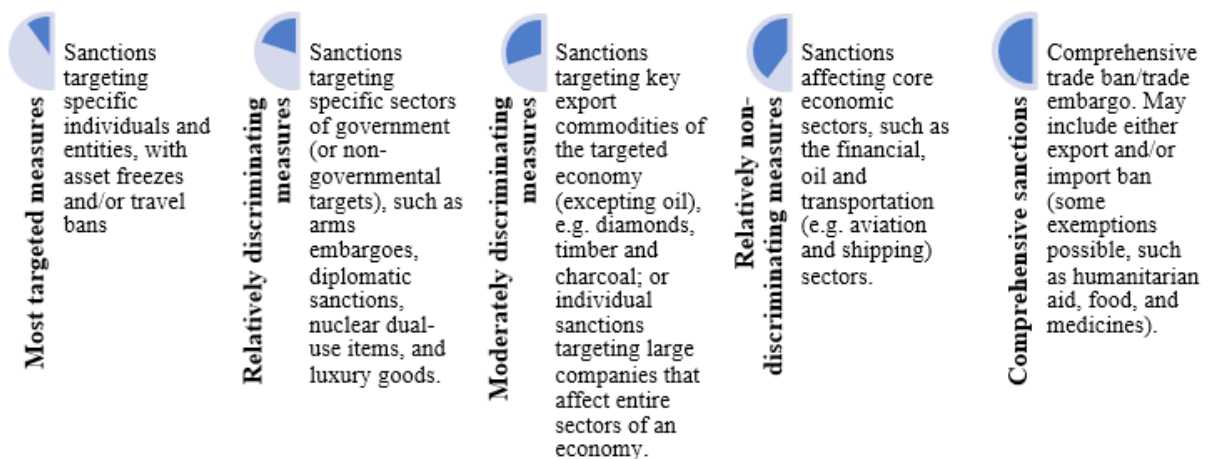 Most targeted measures
Sanctions
targeting
specific
individuals and
entities, with
asset freezes
and/or travel
bans
Relatively discriminating
measures
Sanctions
targeting
specific sectors
of government
(or non-
governmental
targets), such as
arms
embargoes,
diplomatic
sanctions,
nuclear dual-
use items, and
luxury goods.
Moderately discriminating
measures
Sanctions
targeting key
export
commodities of
the targeted
economy
(excepting oil),
e.g. diamonds,
timber and
charcoal; or
individual
sanctions
targeting large
companies that
affect entire
sectors of an
economy.
Relatively non-
discriminating measures
Sanctions
affecting core
economic
sectors, such as
the financial,
oil and
transportation
(e.g. aviation
and shipping)
sectors.
Comprehensive sanctions
Comprehensive
trade ban/trade
embargo. May
include either
export and/or
import ban
(some
exemptions
possible, such
as humanitarian
aid, food, and
medicines).